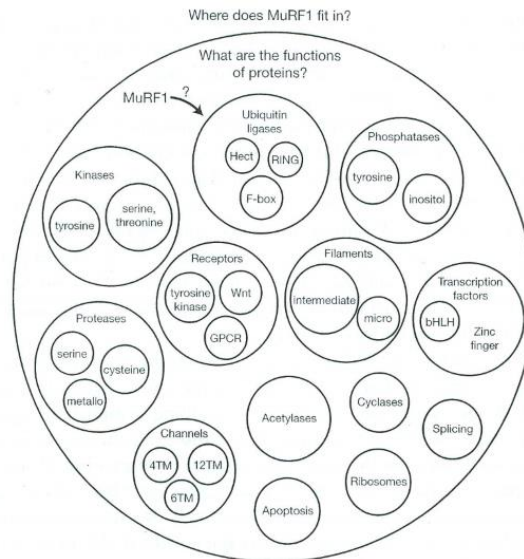 Where does MuRF1 fit in?
What are the functions
of proteins?
MuRF1
?
Ubiquitin
ligases
Hect
RING
F-box
Phosphatases
tyrosine
inositol
Kinases
tyrosine
serine,
threonine
Receptors
tyrosine
kinase
Wnt
GPCR
Filaments
intermediate
micro
Transcription
factors
bHLH
Zinc
finger
Proteases
serine
cysteine
metallo
Acetylases
Cyclases
Splicing
Channels
4TM
12TM
6TM
Apoptosis
Ribosomes